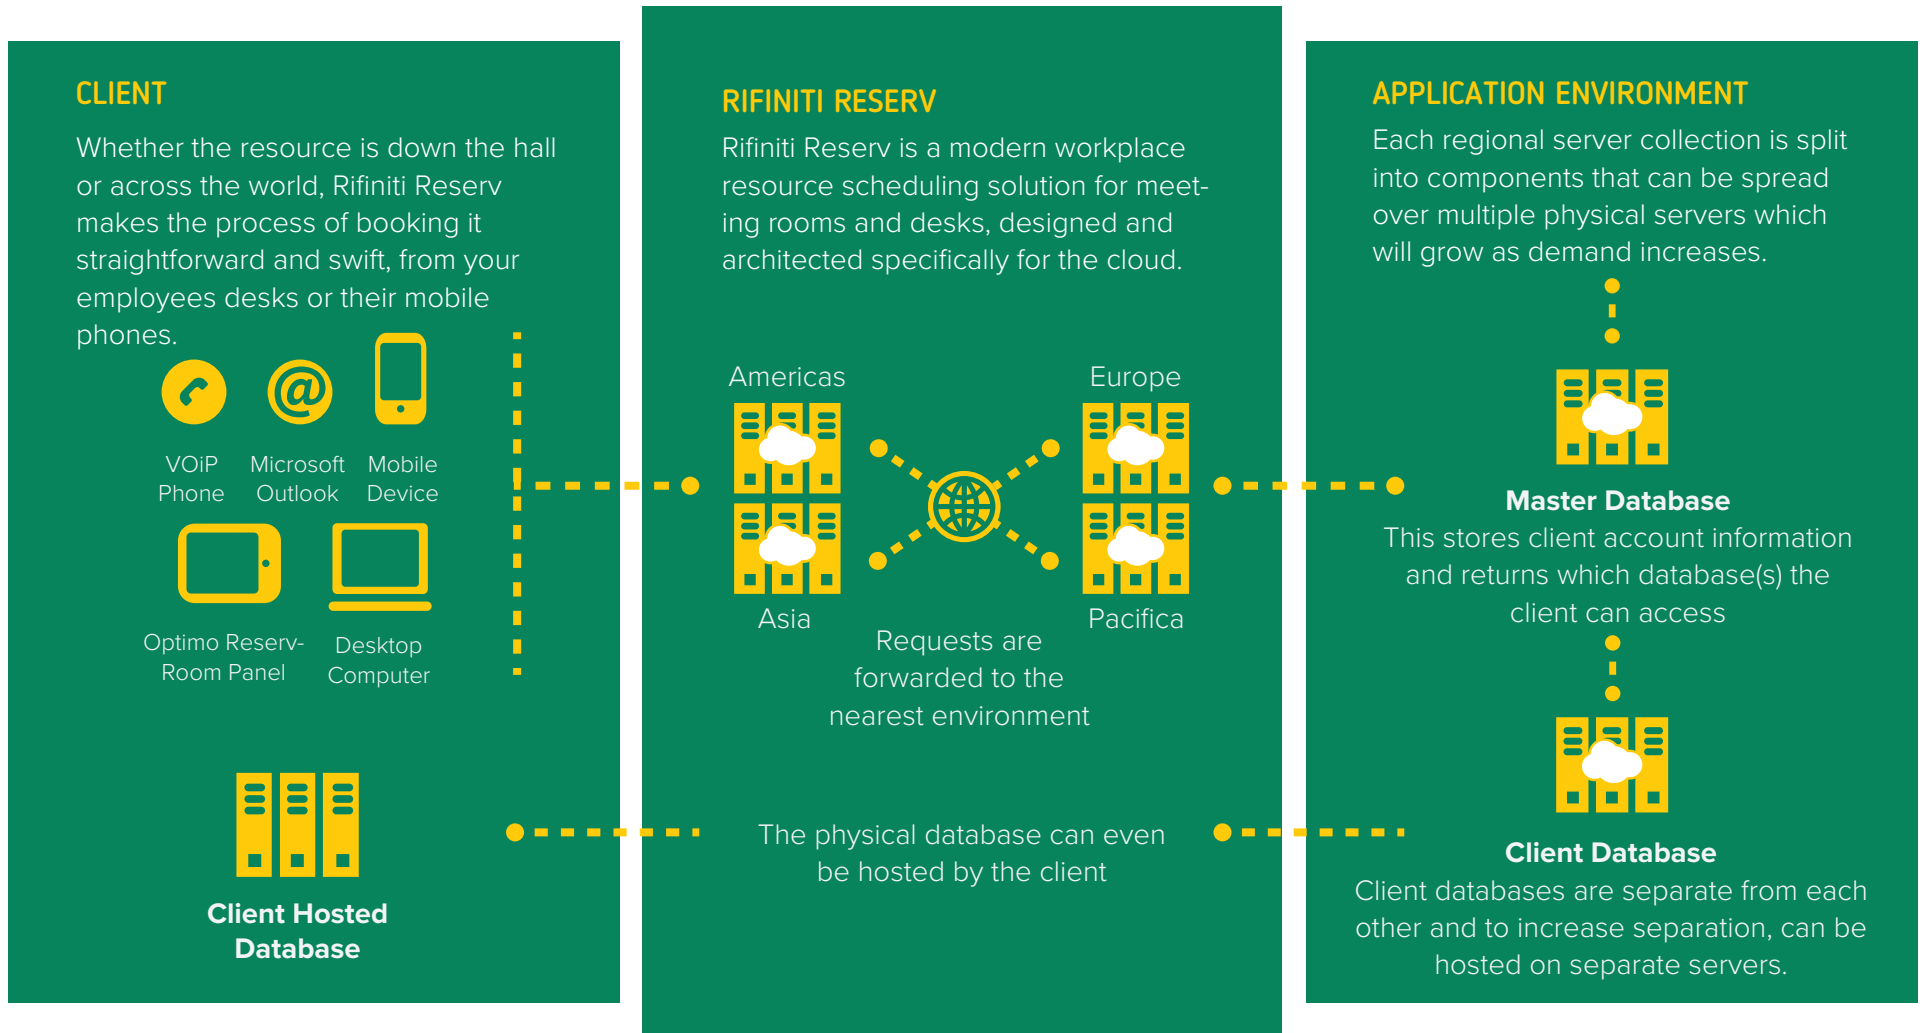 CLIENT
Whether the resource is down the hall
or across the world, Rifiniti Reserv
makes the process of booking it
straightforward and swift, from your
employees desks or their mobile
phones.
VOiP
Phone
Microsoft
Outlook
Mobile
Device
Optimo Reserv-
Room Panel
Desktop
Computer
Client Hosted
Database
RIFINITI RESERV
Rifiniti Reserv is a modern workplace
resource scheduling solution for meet-
ing rooms and desks, designed and
architected specifically for the cloud.
Americas
Europe
Asia
Pacifica
Requests are
forwarded to the
nearest environment
The physical database can even
be hosted by the client
APPLICATION ENVIRONMENT
Each regional server collection is split
into components that can be spread
over multiple physical servers which
will grow as demand increases.
Master Database
This stores client account information
and returns which database(s) the
client can access
Client Database
Client databases are separate from each
other and to increase separation, can be
hosted on separate servers.